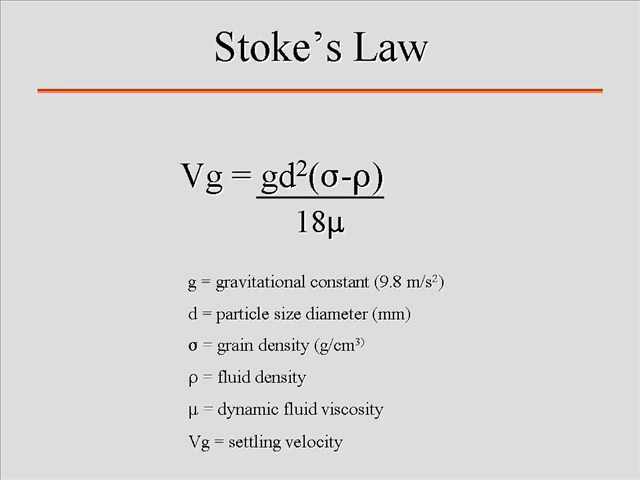 Stoke's Law
Vg = gd²(σ-ρ)
18μ
g = gravitational constant (9.8 m/s²)
d = particle size diameter (mm)
σ = grain density (g/cm³⁾
ρ = fluid density
μ = dynamic fluid viscosity
Vg = settling velocity